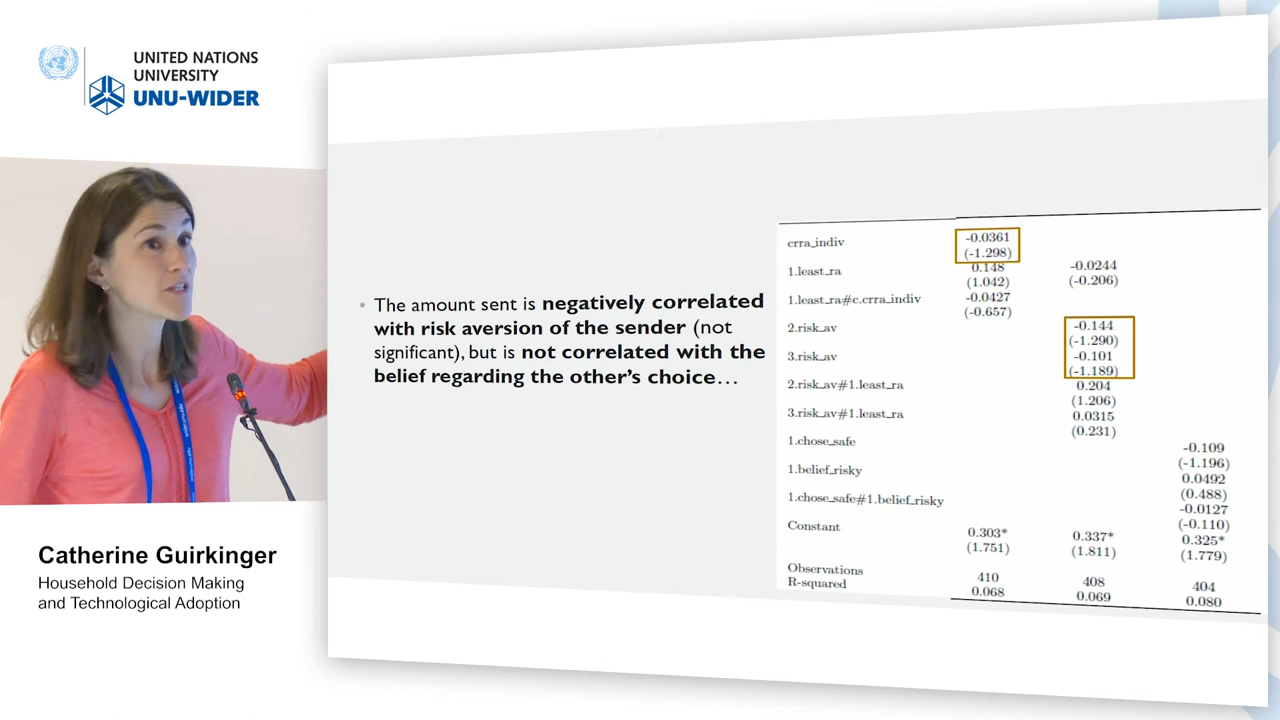 UNITED NATIONS
UNIVERSITY
UNU-WIDER
• The amount sent is negatively correlated
with risk aversion of the sender (not
significant), but is not correlated with the
belief regarding the other's choice…
crra_indiv -0.0361
(-1.298)
1.least_ra 0.148 -0.0244
(1.042) (-0.206)
1.least_ra#c.crra_indiv -0.0427
(-0.657)
2.risk_av -0.144
(-1.290)
3.risk_av -0.101
(-1.189)
2.risk_av#1.least_ra 0.204
(1.206)
3.risk_av#1.least_ra 0.0315
(0.231)
1.chose_safe -0.109
(-1.196)
1.belief_risky 0.0492
(0.488)
1.chose_safe#1.belief_risky -0.0127
(-0.110)
Constant 0.303* 0.337* 0.325*
(1.751) (1.811) (1.779)
Observations 410 408 404
R-squared 0.068 0.069 0.080
Catherine Guirkinger
Household Decision Making
and Technological Adoption